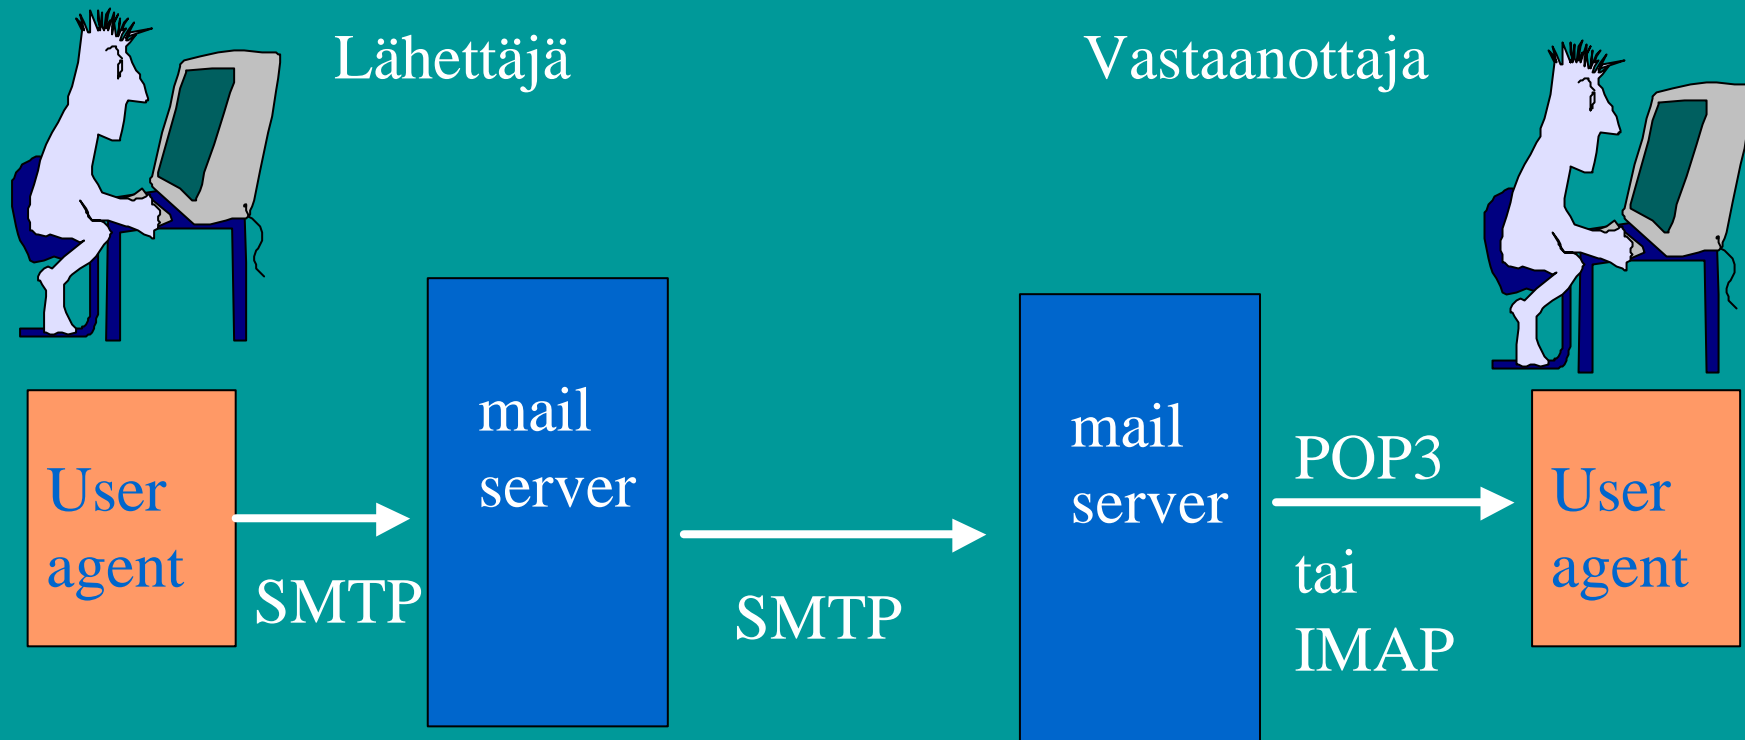 Lähettäjä
Vastaanottaja
User
agent
SMTP
mail
server
SMTP
mail
server
POP3
tai
IMAP
User
agent